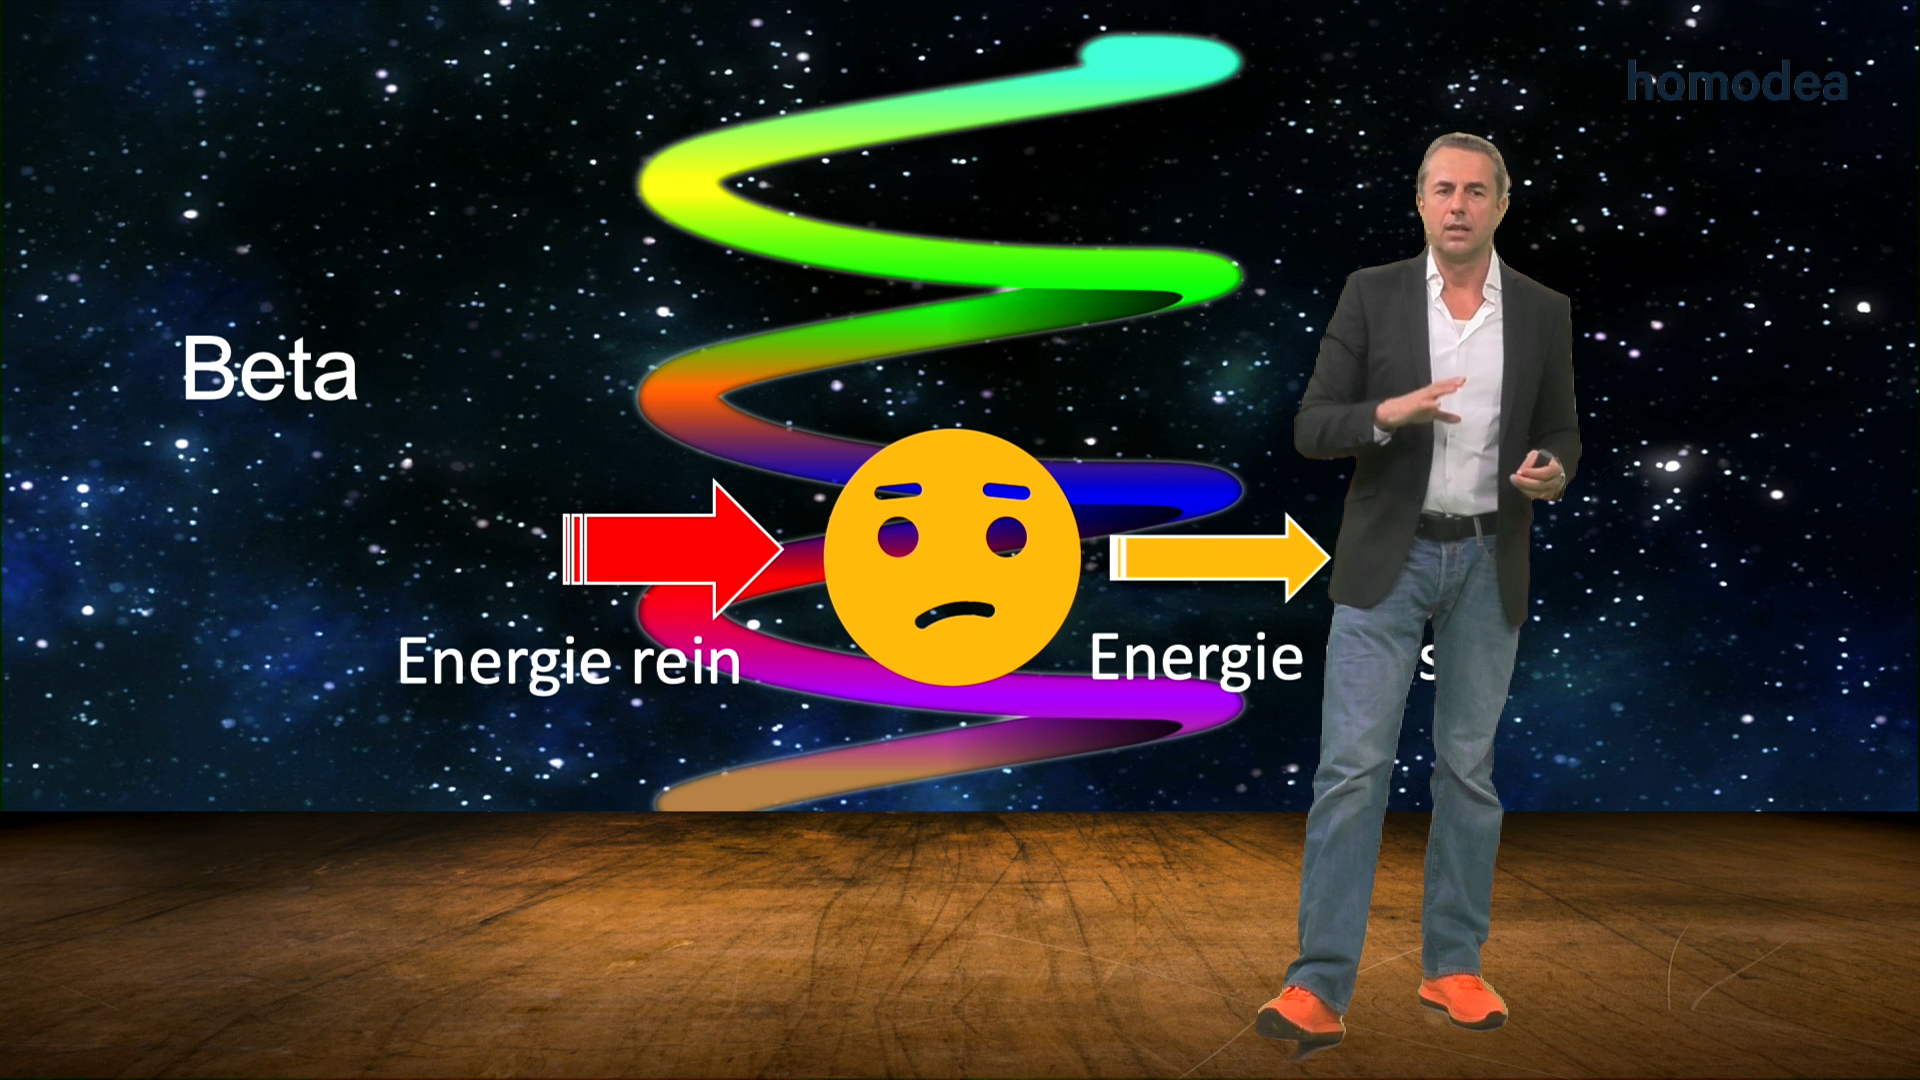 homodea
Beta
Energie rein
Energie